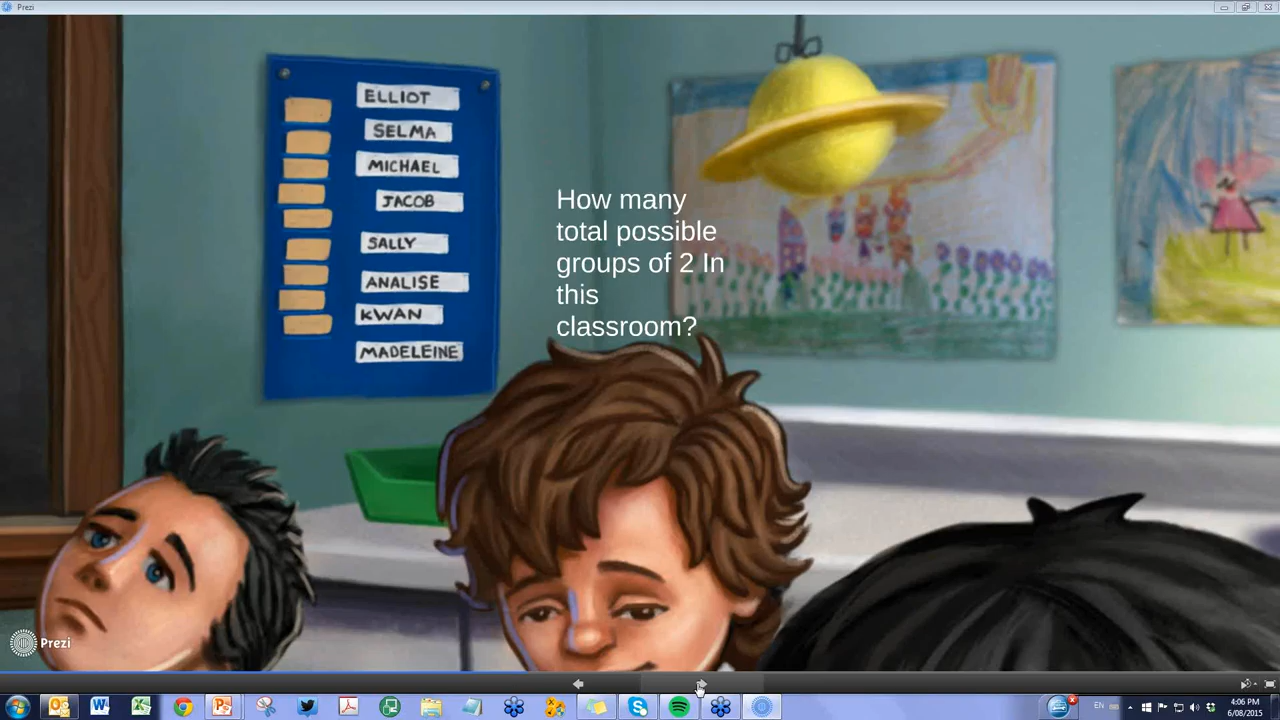 Prezi
ELLIOT
SELMA
MICHAEL
JACOB
SALLY
ANALISE
KWAN
MADELEINE
How many
total possible
groups of 2 In
this
classroom?
Prezi
EN
4:06 PM
6/08/2015